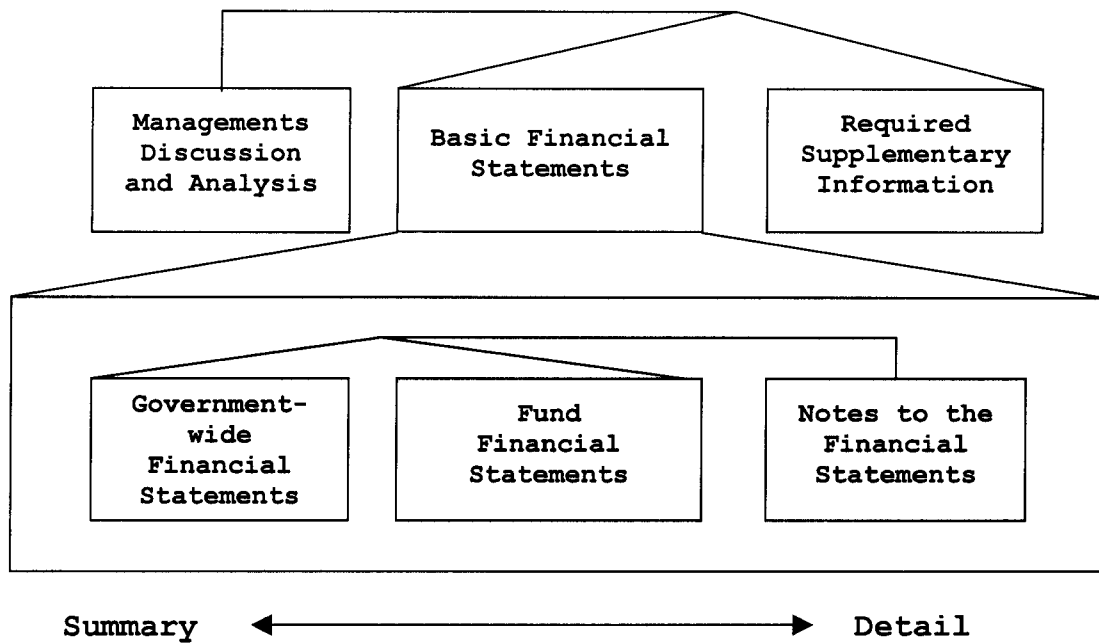 Managements
Discussion
and Analysis
Basic Financial
Statements
Required
Supplementary
Information
Government-
wide
Financial
Statements
Fund
Financial
Statements
Notes to the
Financial
Statements
Summary
Detail